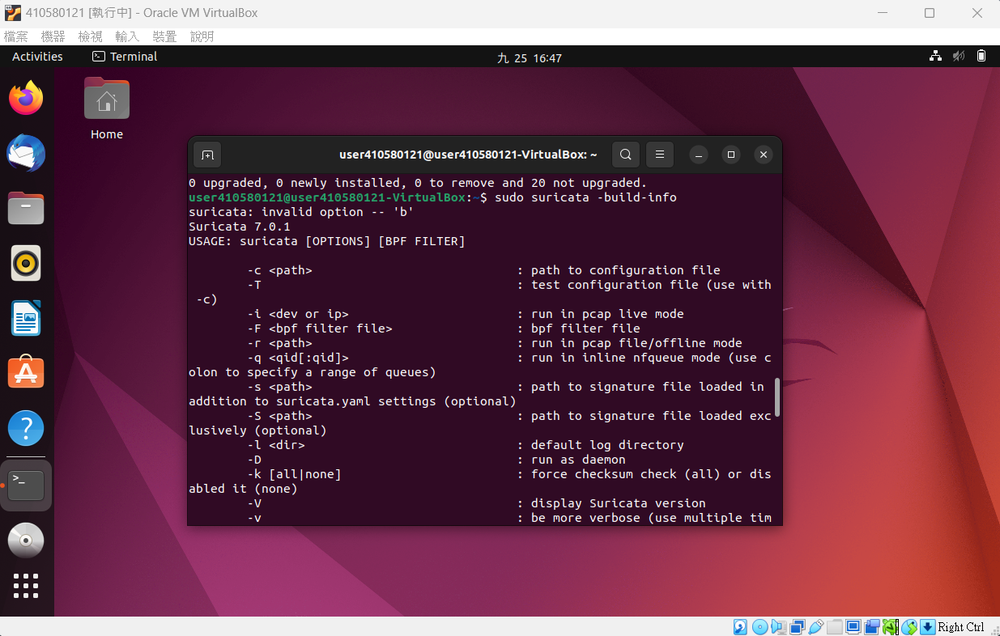 410580121 [執行中] - Oracle VM VirtualBox
檔案 機器 檢視 輸入 裝置 說明
Activities Terminal 九 25 16:47
Home
user410580121@user410580121-VirtualBox: ~
0 upgraded, 0 newly installed, 0 to remove and 20 not upgraded.
user410580121@user410580121-VirtualBox:~$ sudo suricata -build-info
suricata: invalid option -- 'b'
Suricata 7.0.1
USAGE: suricata [OPTIONS] [BPF FILTER]
-c <path> : path to configuration file
-T : test configuration file (use with
-c)
-i <dev or ip> : run in pcap live mode
-F <bpf filter file> : bpf filter file
-r <path> : run in pcap file/offline mode
-q <qid[:qid]> : run in inline nfqueue mode (use c
olon to specify a range of queues)
-s <path> : path to signature file loaded in
addition to suricata.yaml settings (optional)
-S <path> : path to signature file loaded exc
lusively (optional)
-l <dir> : default log directory
-D : run as daemon
-k [all|none] : force checksum check (all) or dis
abled it (none)
-V : display Suricata version
-v : be more verbose (use multiple tim
Right Ctrl